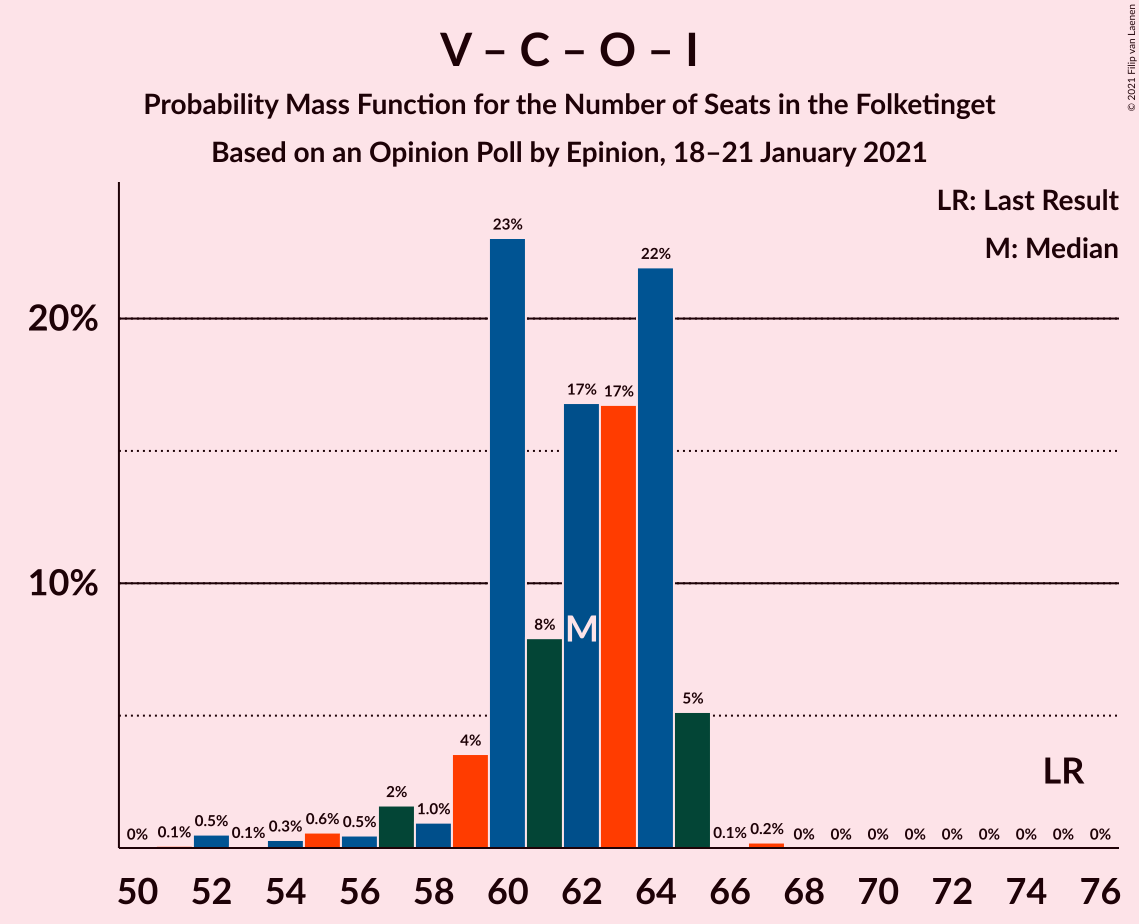 V – C – O – I
Probability Mass Function for the Number of Seats in the Folketinget
Based on an Opinion Poll by Epinion, 18–21 January 2021
© 2021 Filip van Laenen
LR: Last Result
M: Median
20%
10%
0% 0.1% 0.5% 0.1% 0.3% 0.6% 0.5% 2% 1.0% 4% 23% 8% 17% 17% 22% 5% 0.1% 0.2% 0% 0% 0% 0% 0% 0% 0% 0% 0%
M
LR
50 52 54 56 58 60 62 64 66 68 70 72 74 76